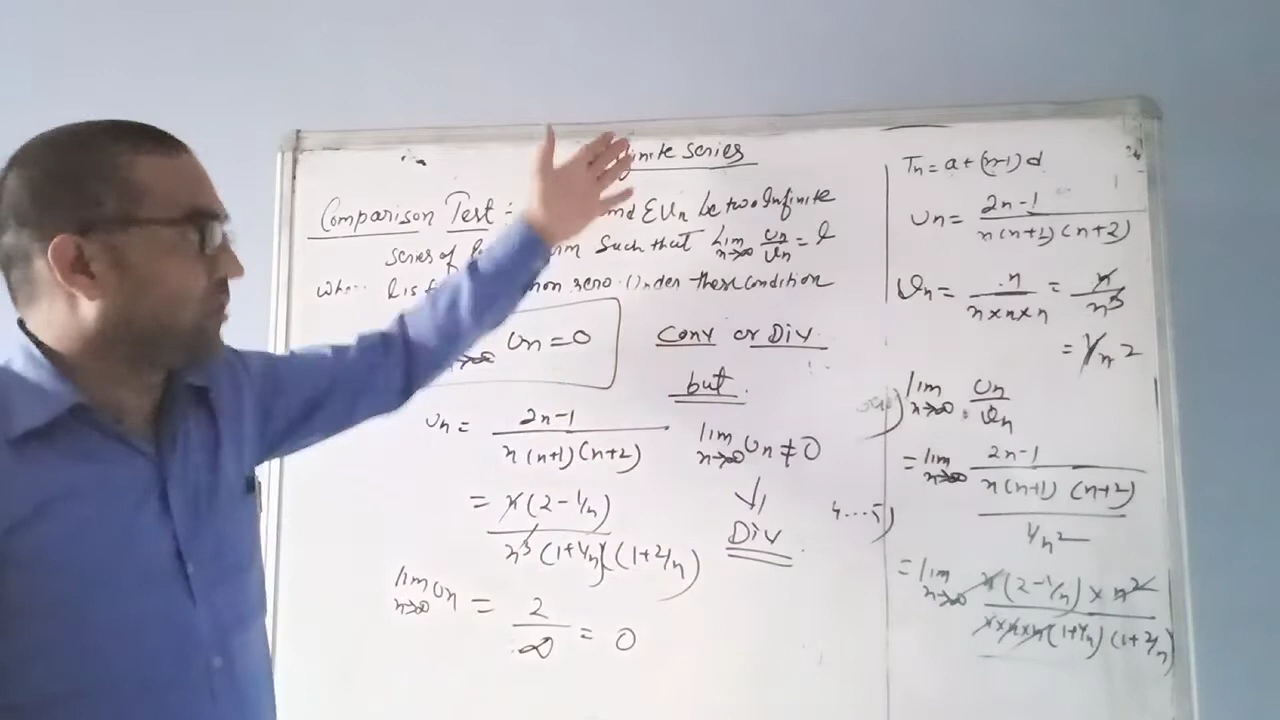 finite series
Comparison Test :- and ΣVn be two Infinite
series of form Such that lim n→∞ un/vn = l
l is non zero. Under these condition
Un = 0
Conv or Div
but
un = 2n-1 / n(n+1)(n+2)
lim n→∞ Un ≠ 0
= n(2-1/n) / n³(1+1/n)(1+2/n)
Div
lim n→∞ Un = 2/∞ = 0
Tn = a+(n-1)d
Un = 2n-1 / n(n+1)(n+2)
Vn = n / n×n×n = n/n³
= 1/n²
lim n→∞ Un/Vn
= lim n→∞ 2n-1 / n(n+1)(n+2)
1/n²
= lim n→∞ n(2-1/n)×n² / n×n×n(1+1/n)(1+2/n)